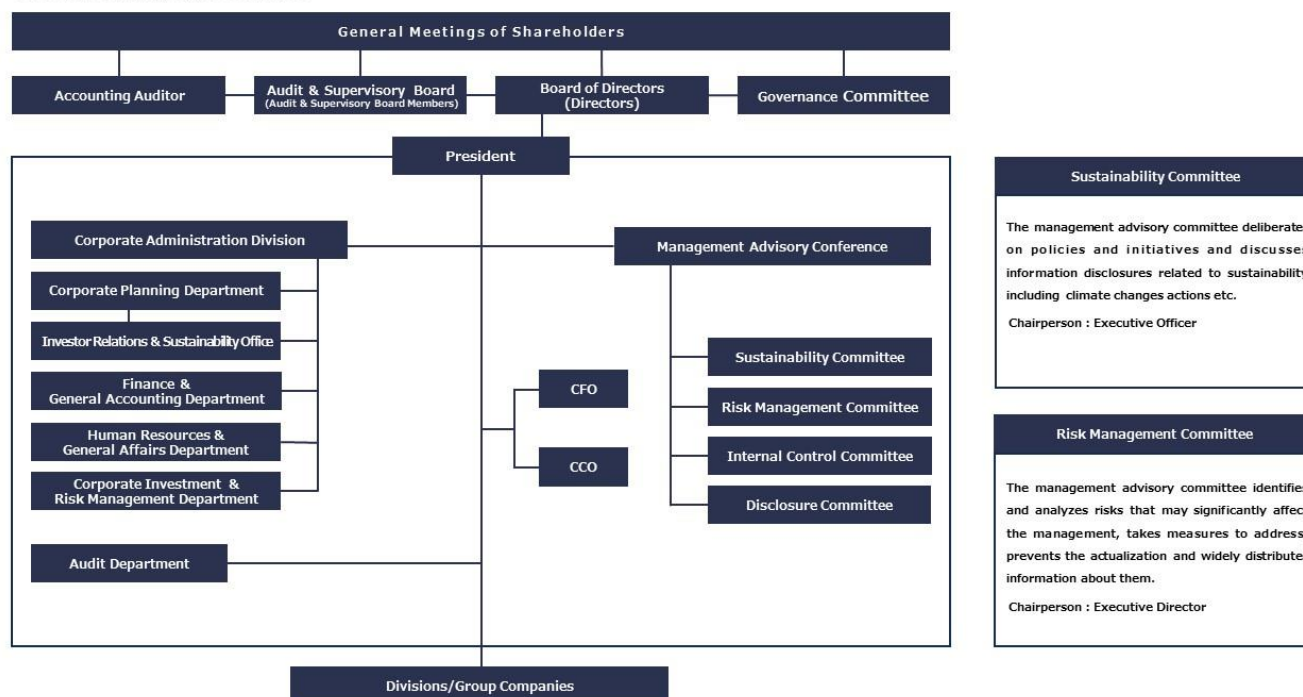 General Meetings of Shareholders
Accounting Auditor
Audit & Supervisory Board
(Audit & Supervisory Board Members)
Board of Directors
(Directors)
Governance Committee
President
Corporate Administration Division
Corporate Planning Department
Investor Relations & Sustainability Office
Finance &
General Accounting Department
Human Resources &
General Affairs Department
Corporate Investment &
Risk Management Department
Audit Department
CFO
CCO
Management Advisory Conference
Sustainability Committee
Risk Management Committee
Internal Control Committee
Disclosure Committee
Divisions/Group Companies
Sustainability Committee
The management advisory committee deliberate
on policies and initiatives and discusse
information disclosures related to sustainability
including climate changes actions etc.
Chairperson : Executive Officer
Risk Management Committee
The management advisory committee identifie
and analyzes risks that may significantly affec
the management, takes measures to address
prevents the actualization and widely distribute
information about them.
Chairperson : Executive Director